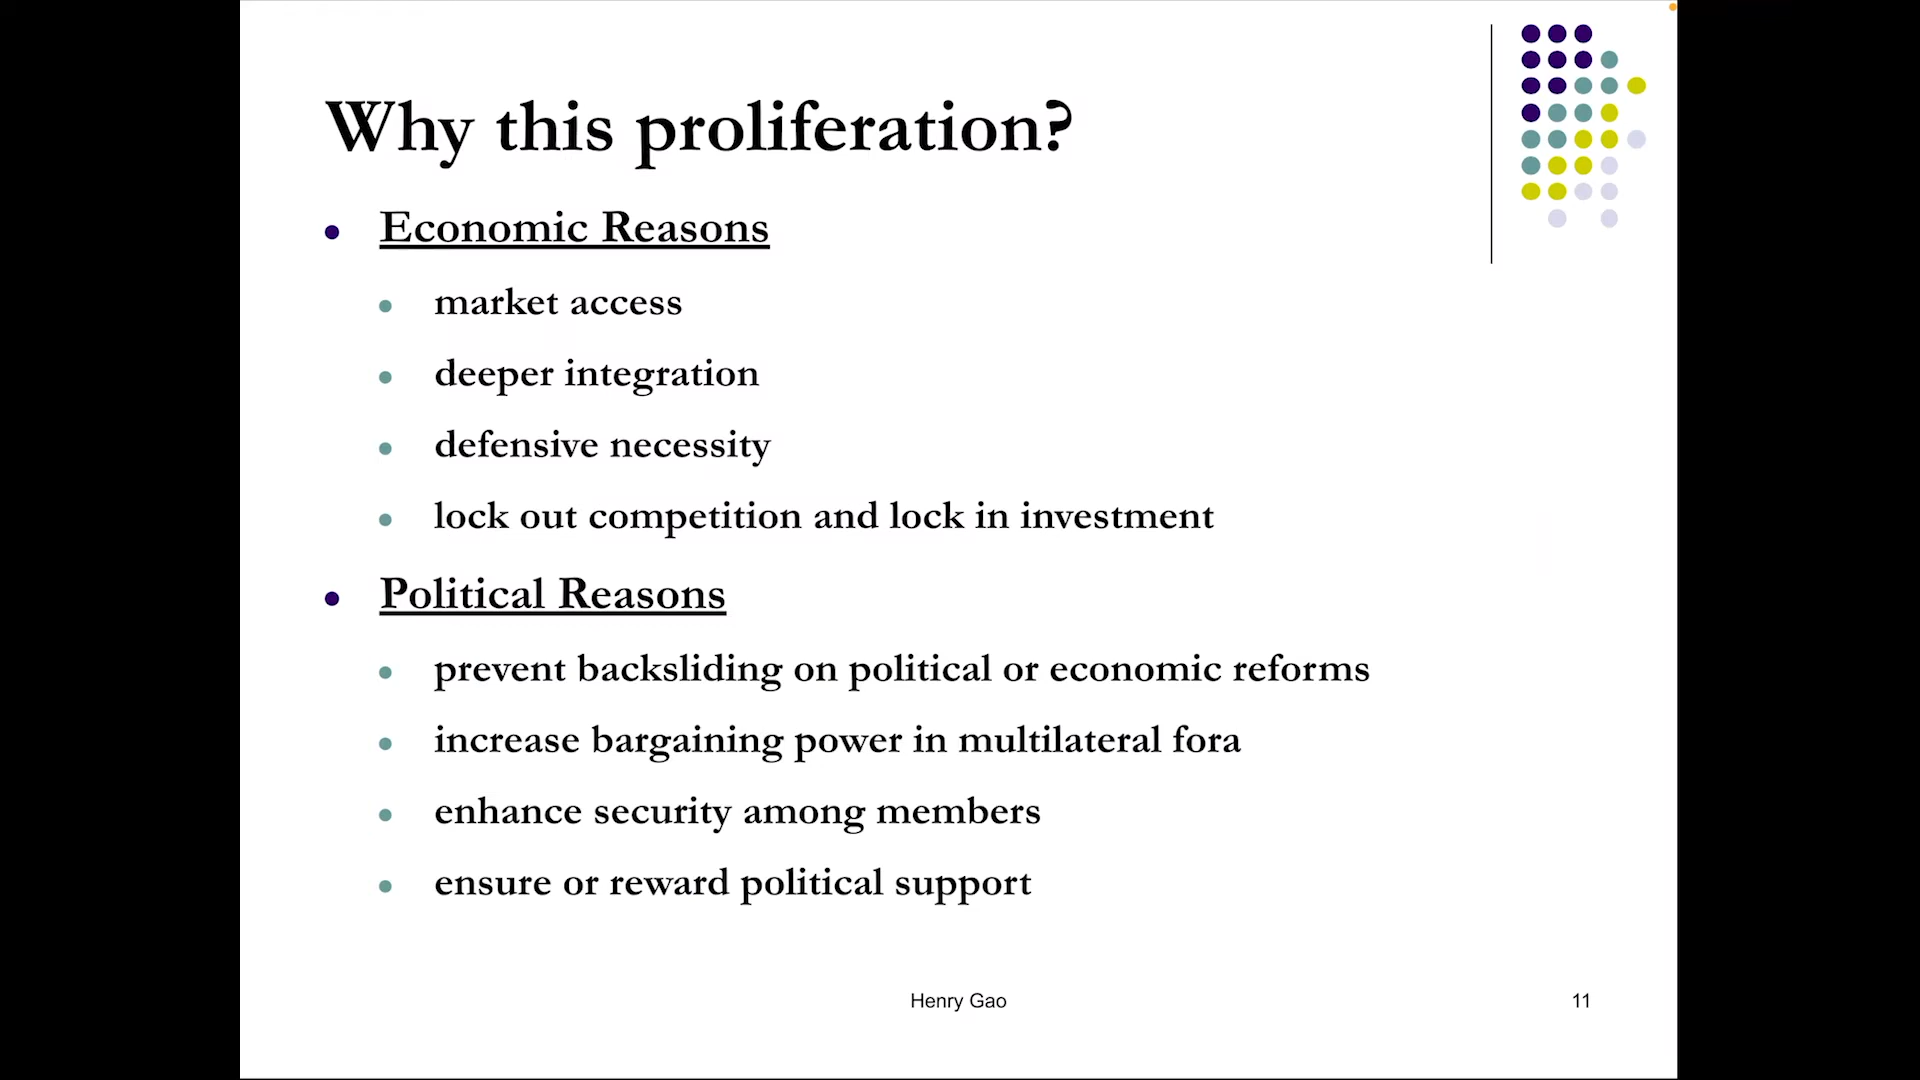 Why this proliferation?
Economic Reasons
market access
deeper integration
defensive necessity
lock out competition and lock in investment
Political Reasons
prevent backsliding on political or economic reforms
increase bargaining power in multilateral fora
enhance security among members
ensure or reward political support
Henry Gao
11